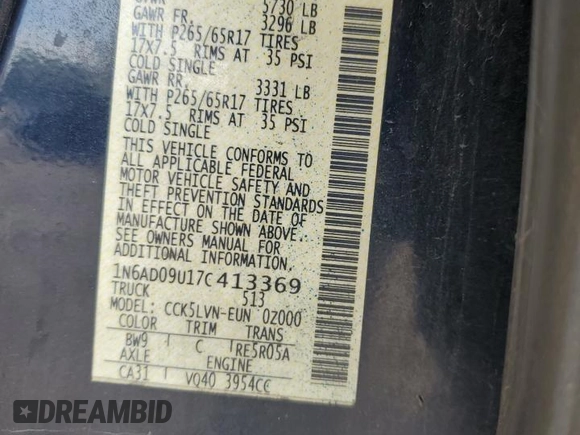 GVWR 5730 LB
GAWR FR. 3296 LB
WITH P265/65R17 TIRES
17X7.5 RIMS AT 35 PSI
COLD SINGLE
GAWR RR. 3331 LB
WITH P265/65R17 TIRES
17X7.5 RIMS AT 35 PSI
COLD SINGLE
THIS VEHICLE CONFORMS TO
ALL APPLICABLE FEDERAL
MOTOR VEHICLE SAFETY AND
THEFT PREVENTION STANDARDS
IN EFFECT ON THE DATE OF
MANUFACTURE SHOWN ABOVE.
SEE OWNERS MANUAL FOR
ADDITIONAL INFORMATION.
1N6AD09U17C413369
TRUCK 513
MODEL: CCK5LVN-EUN 0Z000
COLOR TRIM TRANS
BW9 C RE5R05A
AXLE ENGINE
CA31 VQ40 3954CC
DREAMBID